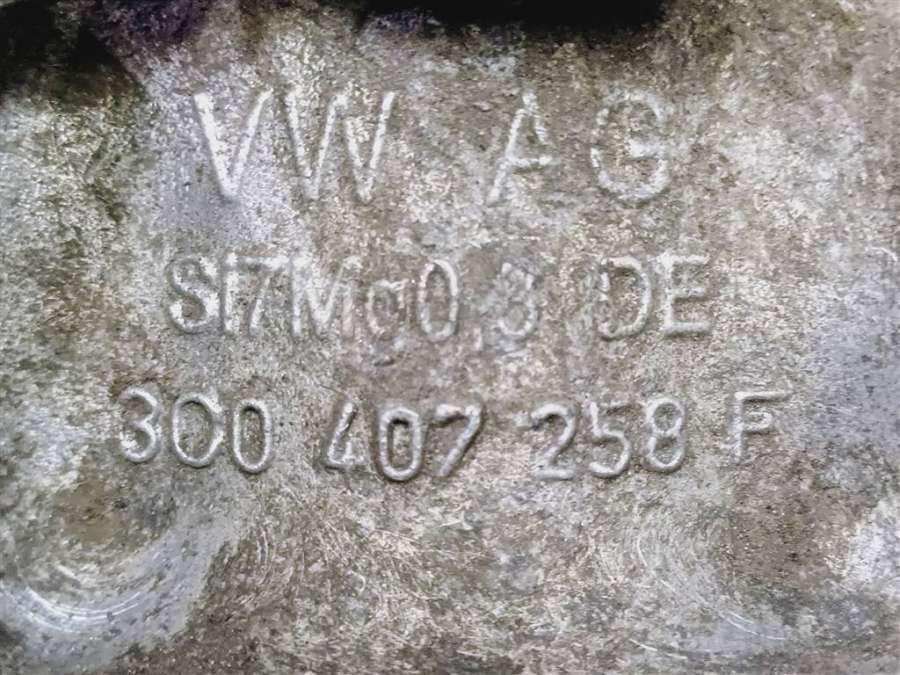 VW AG
Si7Mg0,3 DE
3C0 407 258 F